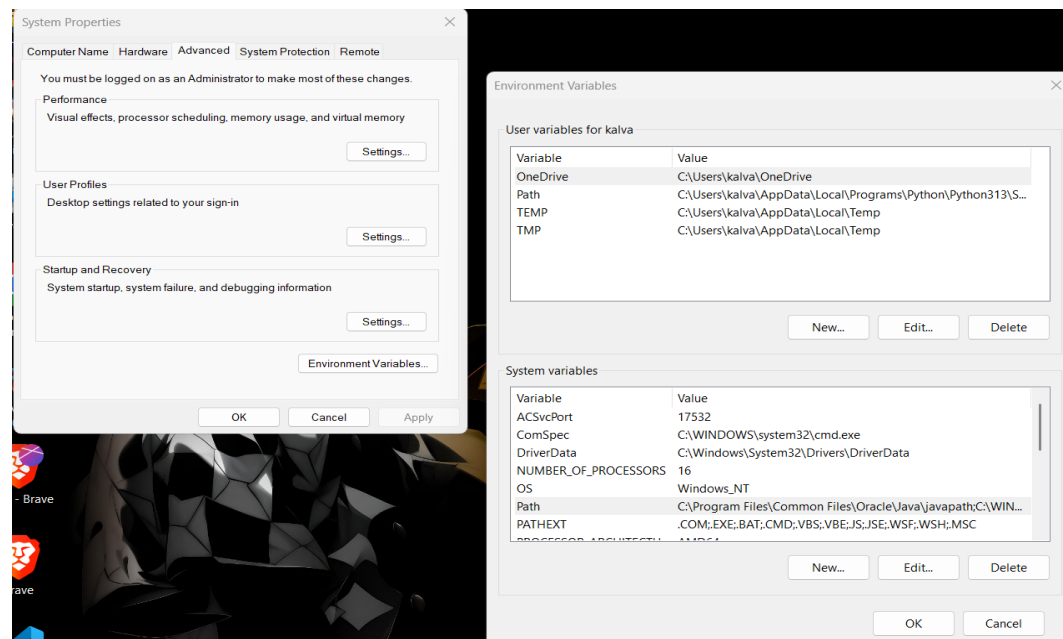 System Properties
Computer Name Hardware Advanced System Protection Remote
You must be logged on as an Administrator to make most of these changes.
Performance
Visual effects, processor scheduling, memory usage, and virtual memory
Settings...
User Profiles
Desktop settings related to your sign-in
Settings...
Startup and Recovery
System startup, system failure, and debugging information
Settings...
Environment Variables...
OK Cancel Apply
- Brave
rave
Environment Variables
User variables for kalva
Variable Value
OneDrive C:\Users\kalva\OneDrive
Path C:\Users\kalva\AppData\Local\Programs\Python\Python313\S...
TEMP C:\Users\kalva\AppData\Local\Temp
TMP C:\Users\kalva\AppData\Local\Temp
New... Edit... Delete
System variables
Variable Value
ACSvcPort 17532
ComSpec C:\WINDOWS\system32\cmd.exe
DriverData C:\Windows\System32\Drivers\DriverData
NUMBER_OF_PROCESSORS 16
OS Windows_NT
Path C:\Program Files\Common Files\Oracle\Java\javapath;C:\WIN...
PATHEXT .COM;.EXE;.BAT;.CMD;.VBS;.VBE;.JS;.JSE;.WSF;.WSH;.MSC
New... Edit... Delete
OK Cancel